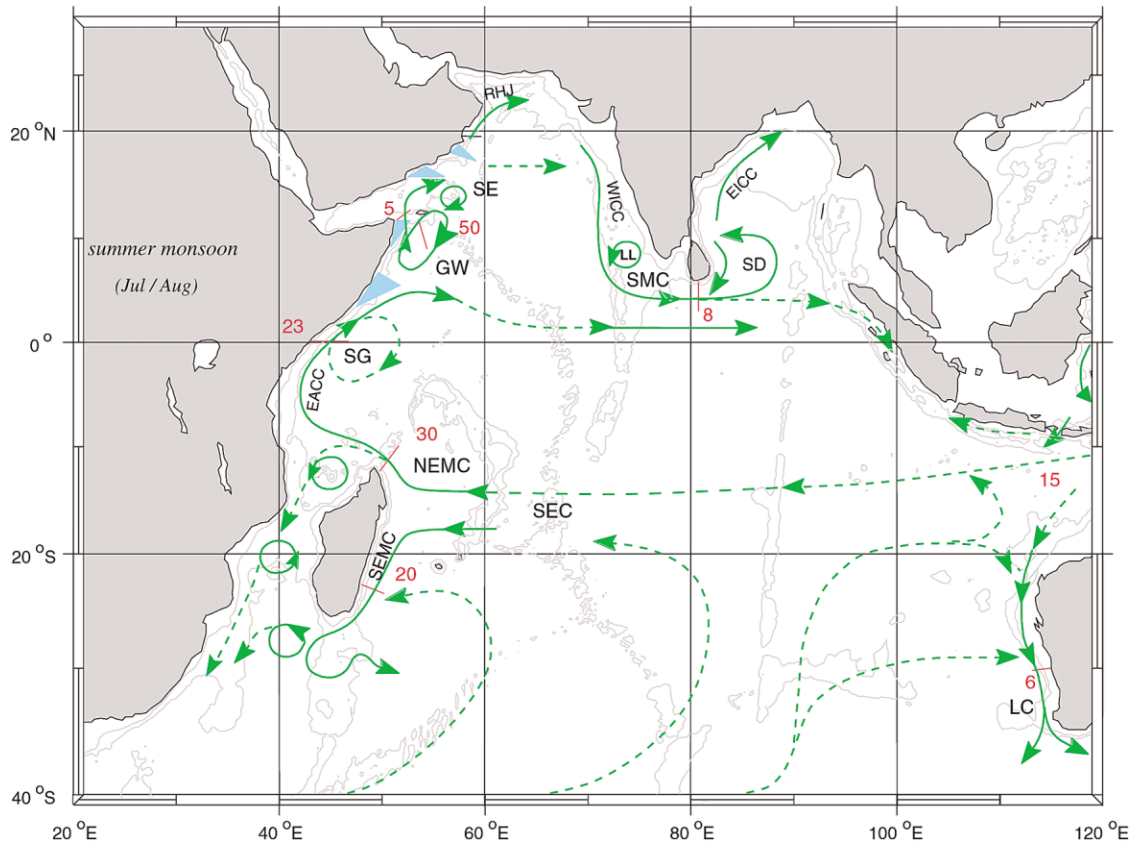 RHJ
20 °N
SE
5
50
WICC
EICC
summer monsoon
(Jul / Aug)
GW
LL
SMC
SD
8
23
0 °
SG
EACC
30
NEMC
15
SEC
20 °S
SEMC
20
6
LC
40 °S
20 °E
40 °E
60 °E
80 °E
100 °E
120 °E